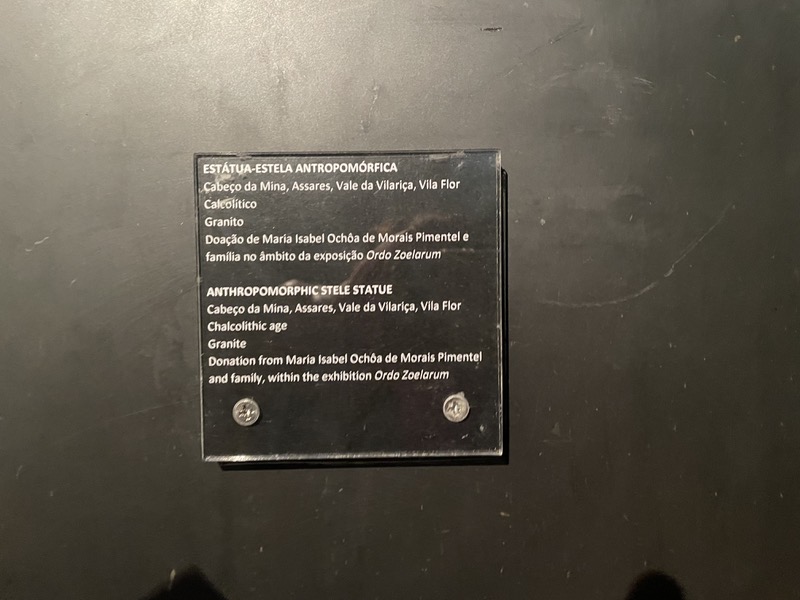 ESTÁTUA-ESTELA ANTROPOMÓRFICA
Cabeço da Mina, Assares, Vale da Vilariça, Vila Flor
Calcolítico
Granito
Doação de Maria Isabel Ochôa de Morais Pimentel e
família no âmbito da exposição Ordo Zoelarum
ANTHROPOMORPHIC STELE STATUE
Cabeço da Mina, Assares, Vale da Vilariça, Vila Flor
Chalcolithic age
Granite
Donation from Maria Isabel Ochôa de Morais Pimentel
and family, within the exhibition Ordo Zoelarum